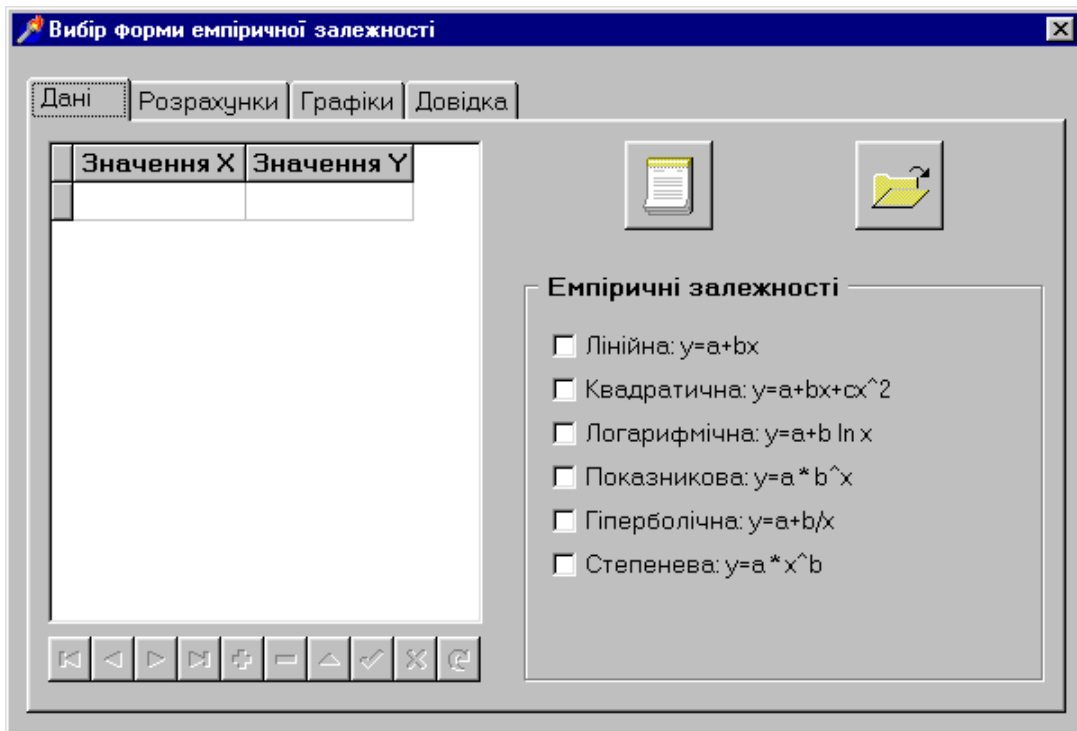 Вибір форми емпіричної залежності
Дані Розрахунки Графіки Довідка
Значення X Значення Y
Емпіричні залежності
Лінійна: y=a+bx
Квадратична: y=a+bx+cx^2
Логарифмічна: y=a+b ln x
Показникова: y=a * b^x
Гіперболічна: y=a+b/x
Степенева: y=a * x^b